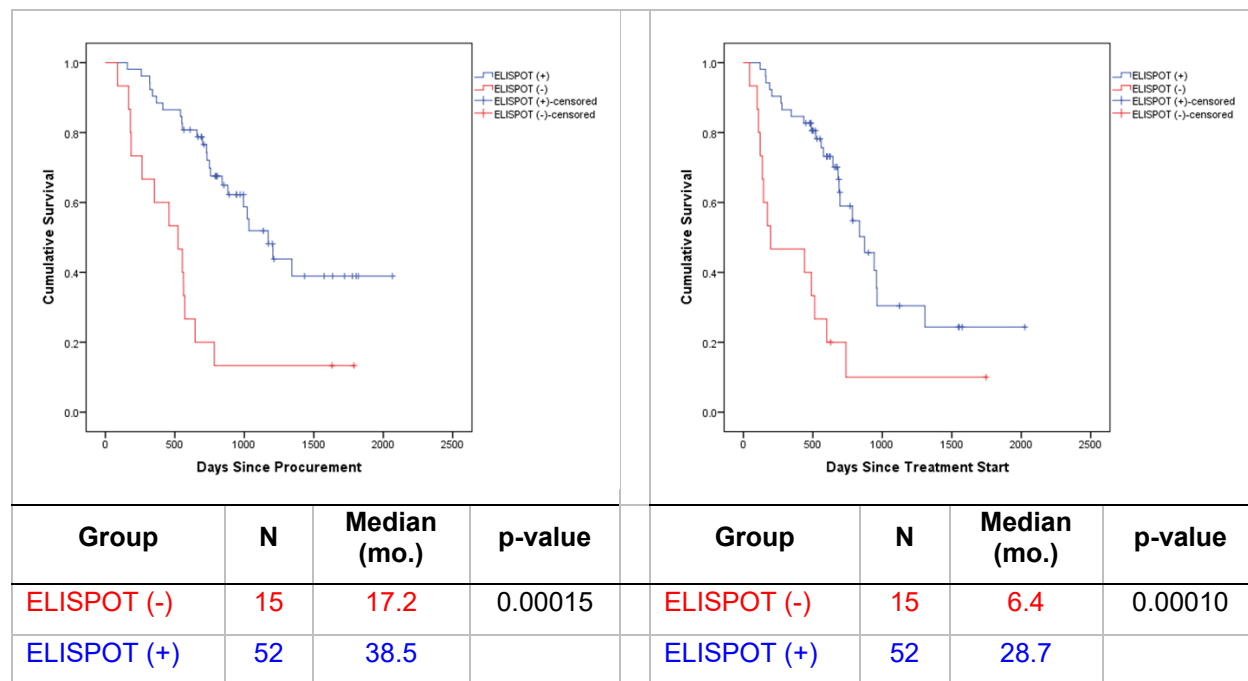 1.0
0.8
0.6
0.4
0.2
0.0
Cumulative Survival
0 500 1000 1500 2000 2500
Days Since Procurement
ELISPOT (+)
ELISPOT (-)
ELISPOT (+)-censored
ELISPOT (-)-censored
1.0
0.8
0.6
0.4
0.2
0.0
Cumulative Survival
0 500 1000 1500 2000 2500
Days Since Treatment Start
ELISPOT (+)
ELISPOT (-)
ELISPOT (+)-censored
ELISPOT (-)-censored
Group N Median (mo.) p-value
ELISPOT (-) 15 17.2 0.00015
ELISPOT (+) 52 38.5
Group N Median (mo.) p-value
ELISPOT (-) 15 6.4 0.00010
ELISPOT (+) 52 28.7